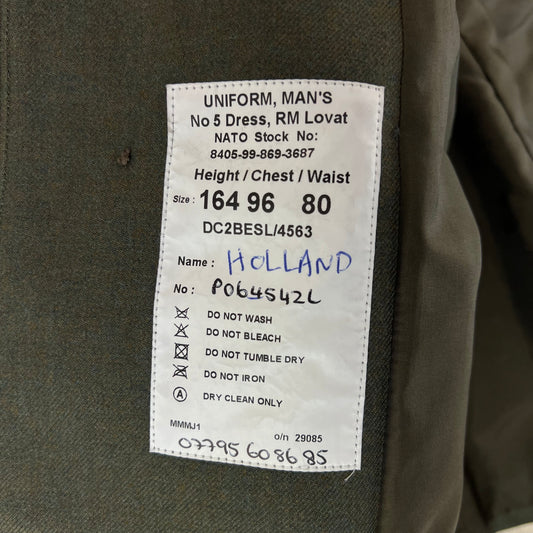 UNIFORM, MAN'S
No 5 Dress, RM Lovat
NATO Stock No:
8405-99-869-3687
Height / Chest / Waist
Size : 164 96 80
DC2BESL/4563
Name : HOLLAND
No : P064542L
DO NOT WASH
DO NOT BLEACH
DO NOT TUMBLE DRY
DO NOT IRON
A DRY CLEAN ONLY
MMMJ1 o/n 29085
07795 608685